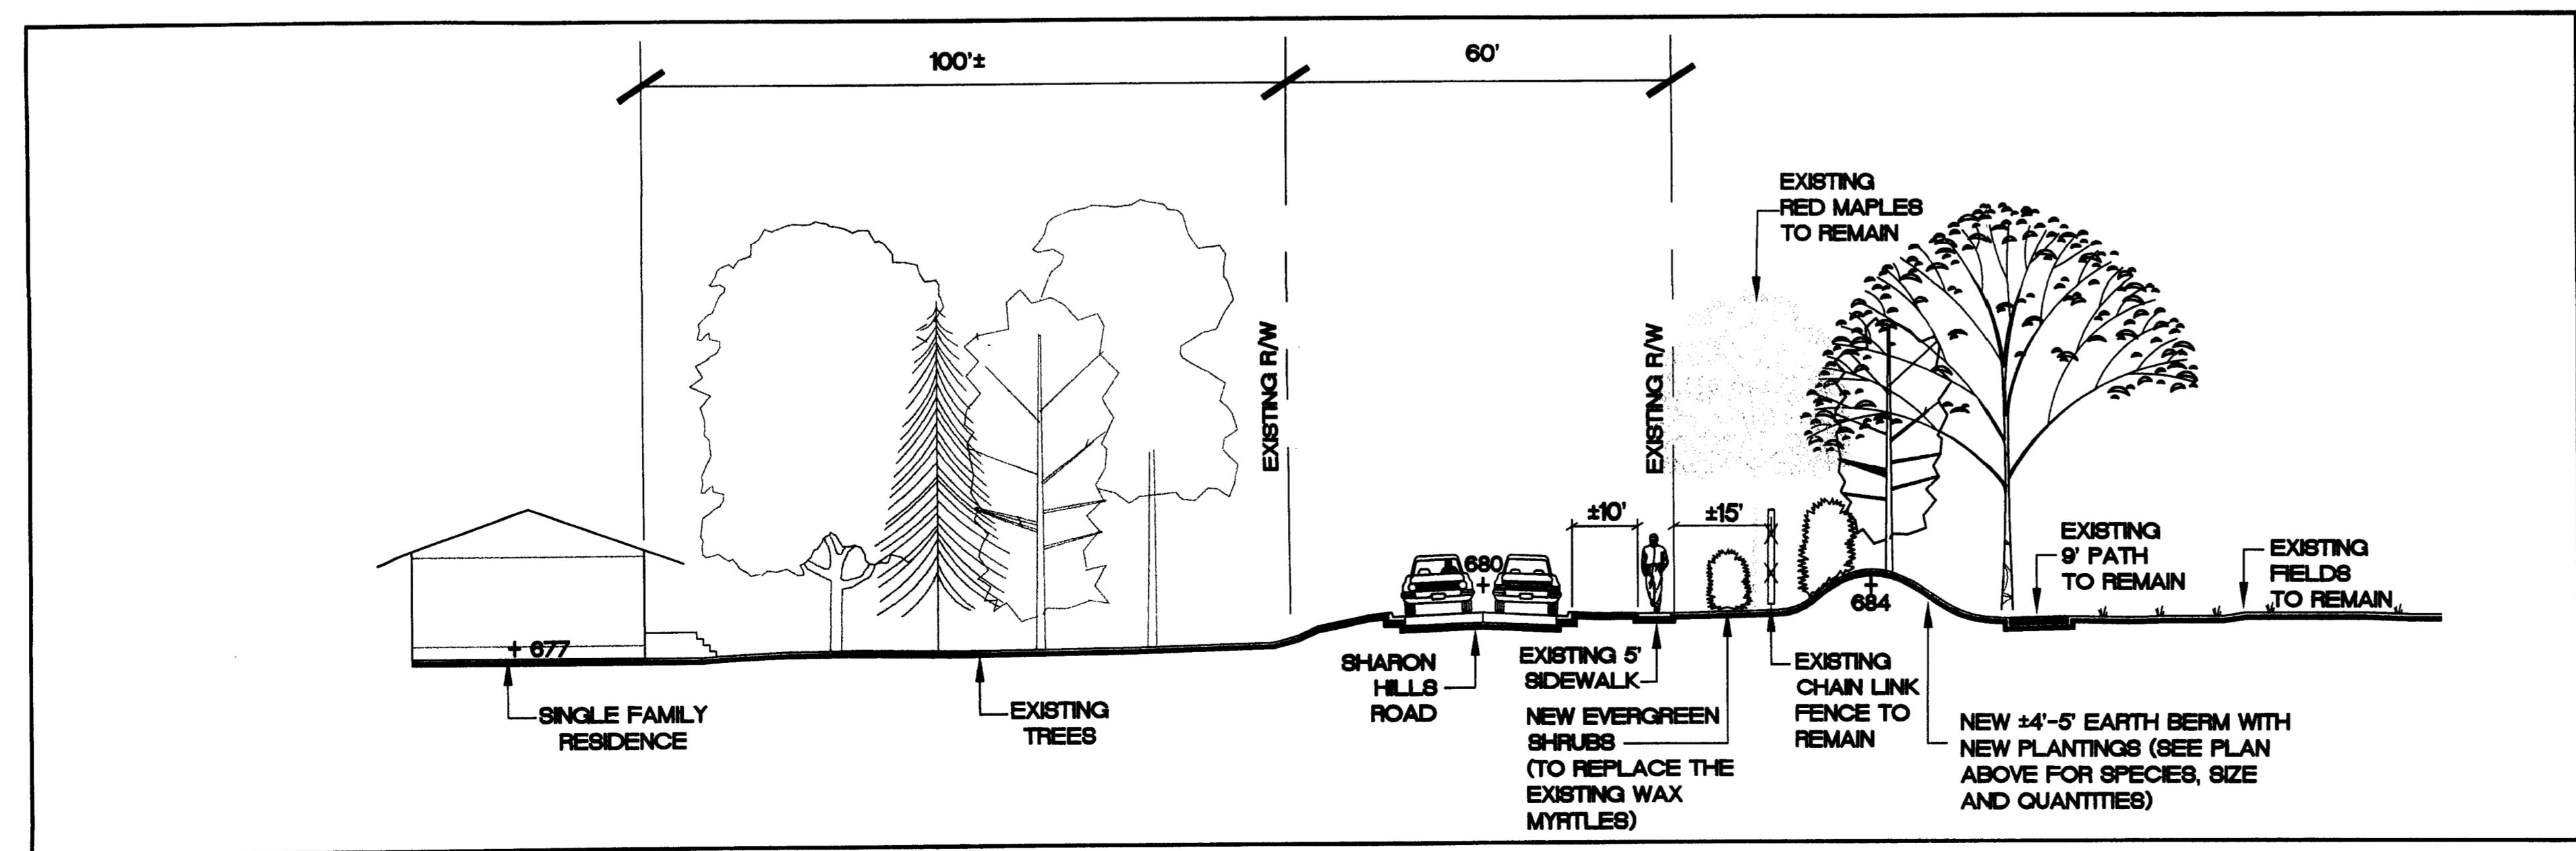 100'±
60'
EXISTING
RED MAPLES
TO REMAIN
EXISTING R/W
EXISTING R/W
±10'
±15'
680
684
+ 677
EXISTING
9' PATH
TO REMAIN
EXISTING
FIELDS
TO REMAIN
SINGLE FAMILY
RESIDENCE
EXISTING
TREES
SHARON
HILLS
ROAD
EXISTING 5'
SIDEWALK
NEW EVERGREEN
SHRUBS
(TO REPLACE THE
EXISTING WAX
MYRTLES)
EXISTING
CHAIN LINK
FENCE TO
REMAIN
NEW ±4'-5' EARTH BERM WITH
NEW PLANTINGS (SEE PLAN
ABOVE FOR SPECIES, SIZE
AND QUANTITIES)